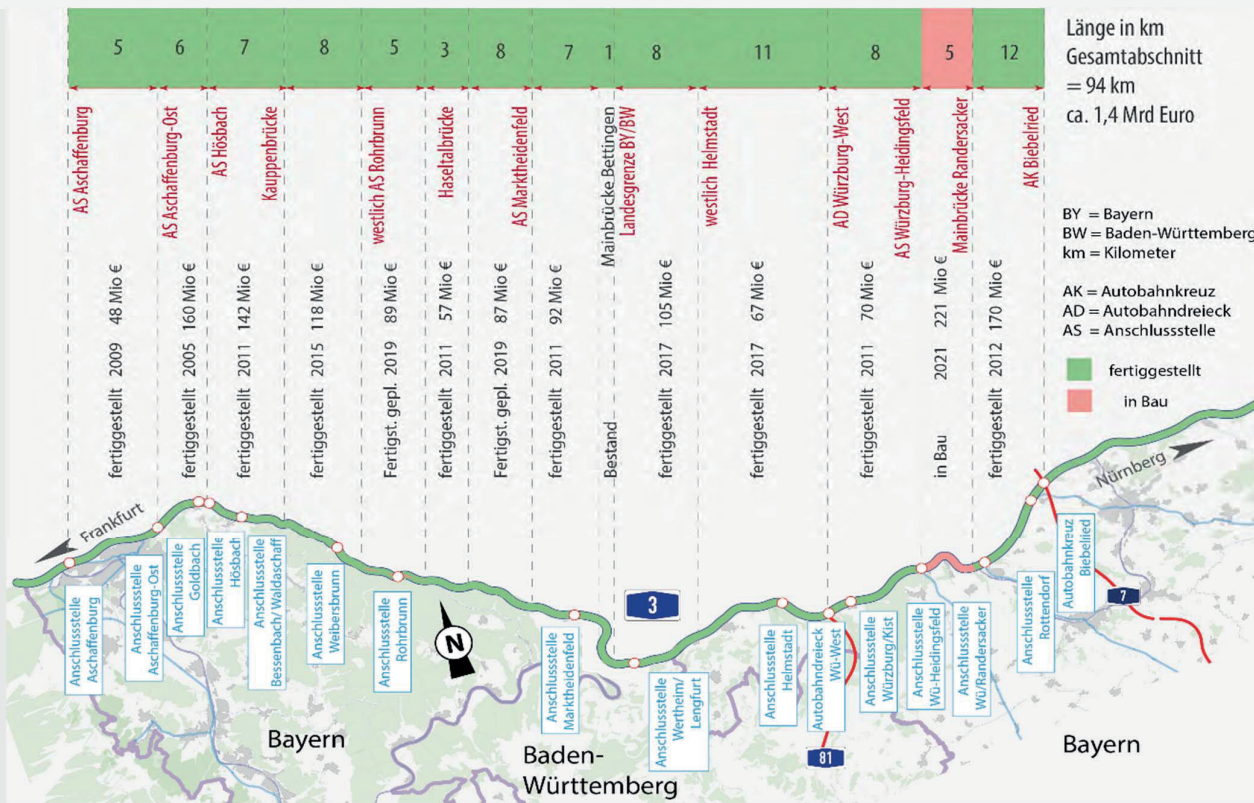 5 6 7 8 5 3 8 7 1 8 11 8 5 12
Länge in km
Gesamtabschnitt
= 94 km
ca. 1,4 Mrd Euro
AS Aschaffenburg
AS Aschaffenburg-Ost
AS Hösbach
Kauppenbrücke
westlich AS Rohrbrunn
Haseltalbrücke
AS Marktheidenfeld
Mainbrücke Bettingen
Landesgrenze BY/BW
westlich Helmstadt
AD Würzburg-West
AS Würzburg-Heidingsfeld
Mainbrücke Randersacker
AK Biebelried
BY = Bayern
BW = Baden-Württemberg
km = Kilometer
AK = Autobahnkreuz
AD = Autobahndreieck
AS = Anschlussstelle
fertiggestellt
in Bau
fertiggestellt 2009 48 Mio €
fertiggestellt 2005 160 Mio €
fertiggestellt 2011 142 Mio €
fertiggestellt 2015 118 Mio €
Fertigst. gepl. 2019 89 Mio €
fertiggestellt 2011 57 Mio €
Fertigst. gepl. 2019 87 Mio €
fertiggestellt 2011 92 Mio €
Bestand
fertiggestellt 2017 105 Mio €
fertiggestellt 2017 67 Mio €
fertiggestellt 2011 70 Mio €
in Bau 2021 221 Mio €
fertiggestellt 2012 170 Mio €
Frankfurt
Nürnberg
Anschlussstelle
Aschaffenburg
Anschlussstelle
Aschaffenburg-Ost
Anschlussstelle
Goldbach
Anschlussstelle
Hösbach
Anschlussstelle
Bessenbach/Waldaschaff
Anschlussstelle
Weibersbrunn
Anschlussstelle
Rohrbrunn
N
Anschlussstelle
Marktheidenfeld
3
Anschlussstelle
Wertheim/
Lengfurt
Anschlussstelle
Helmstadt
Autobahndreieck
Wü-West
81
Anschlussstelle
Würzburg/Kist
Anschlussstelle
Wü-Heidingsfeld
Anschlussstelle
Wü/Randersacker
Anschlussstelle
Rottendorf
Autobahnkreuz
Biebelried
7
Bayern
Baden-
Württemberg
Bayern